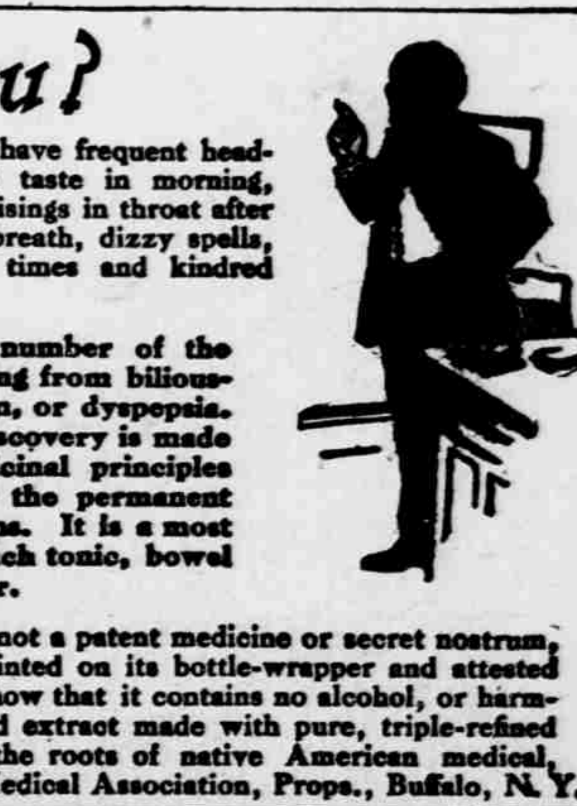 u?
have frequent head-
taste in morning,
isings in throat after
breath, dizzy spells,
times and kindred
number of the
ng from bilious-
n, or dyspepsia.
scovery is made
cinal principles
the permanent
ns. It is a most
ch tonic, bowel
r.
not a patent medicine or secret nostrum,
inted on its bottle-wrapper and attested
now that it contains no alcohol, or harm-
d extract made with pure, triple-refined
the roots of native American medical,
edical Association, Props., Buffalo, N. Y.